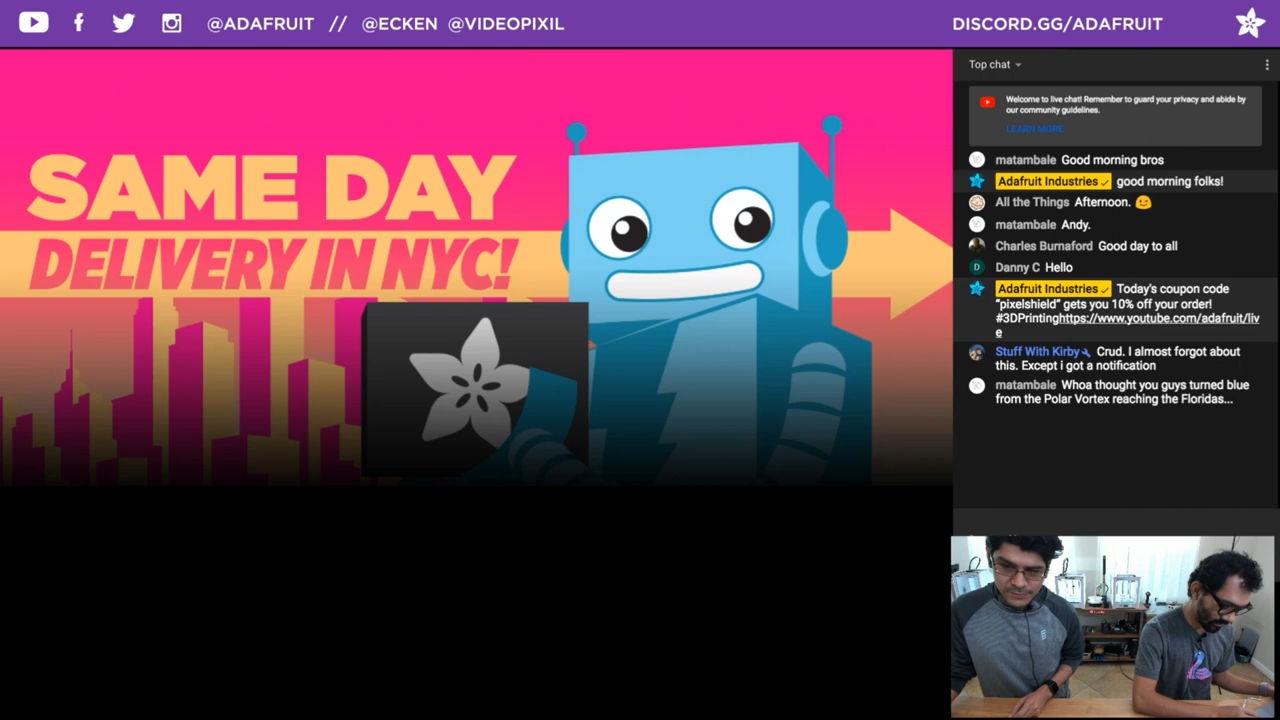 @ADAFRUIT // @ECKEN @VIDEOPIXIL
DISCORD.GG/ADAFRUIT
SAME DAY
DELIVERY IN NYC!
Top chat
Welcome to live chat! Remember to guard your privacy and abide by
our community guidelines.
LEARN MORE
matambale Good morning bros
Adafruit Industries good morning folks!
All the Things Afternoon.
matambale Andy.
Charles Burnaford Good day to all
D Danny C Hello
Adafruit Industries Today's coupon code
"pixelshield" gets you 10% off your order!
#3DPrintinghttps://www.youtube.com/adafruit/liv
e
Stuff With Kirby Crud. I almost forgot about
this. Except i got a notification
matambale Whoa thought you guys turned blue
from the Polar Vortex reaching the Floridas...